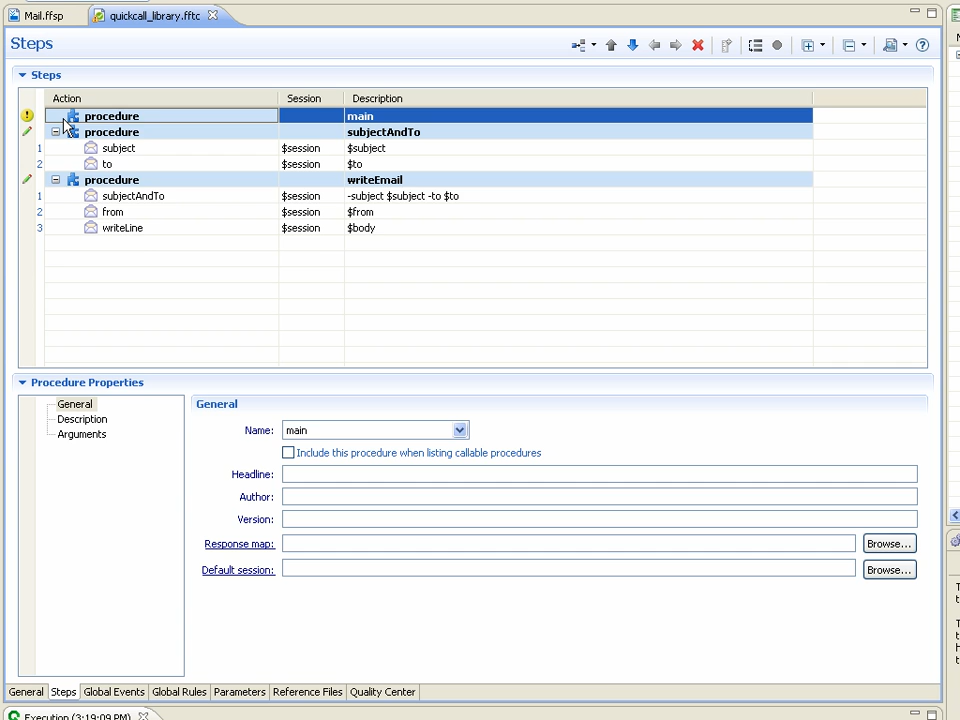 Mail.ffsp
quickcall_library.fftc
Steps
Steps
Action Session Description
procedure main
procedure subjectAndTo
1 subject $session $subject
2 to $session $to
procedure writeEmail
1 subjectAndTo $session -subject $subject -to $to
2 from $session $from
3 writeLine $session $body
Procedure Properties
General
Description
Arguments
General
Name: main
Include this procedure when listing callable procedures
Headline:
Author:
Version:
Response map: Browse...
Default session: Browse...
General Steps Global Events Global Rules Parameters Reference Files Quality Center
Execution (3:19:09 PM)